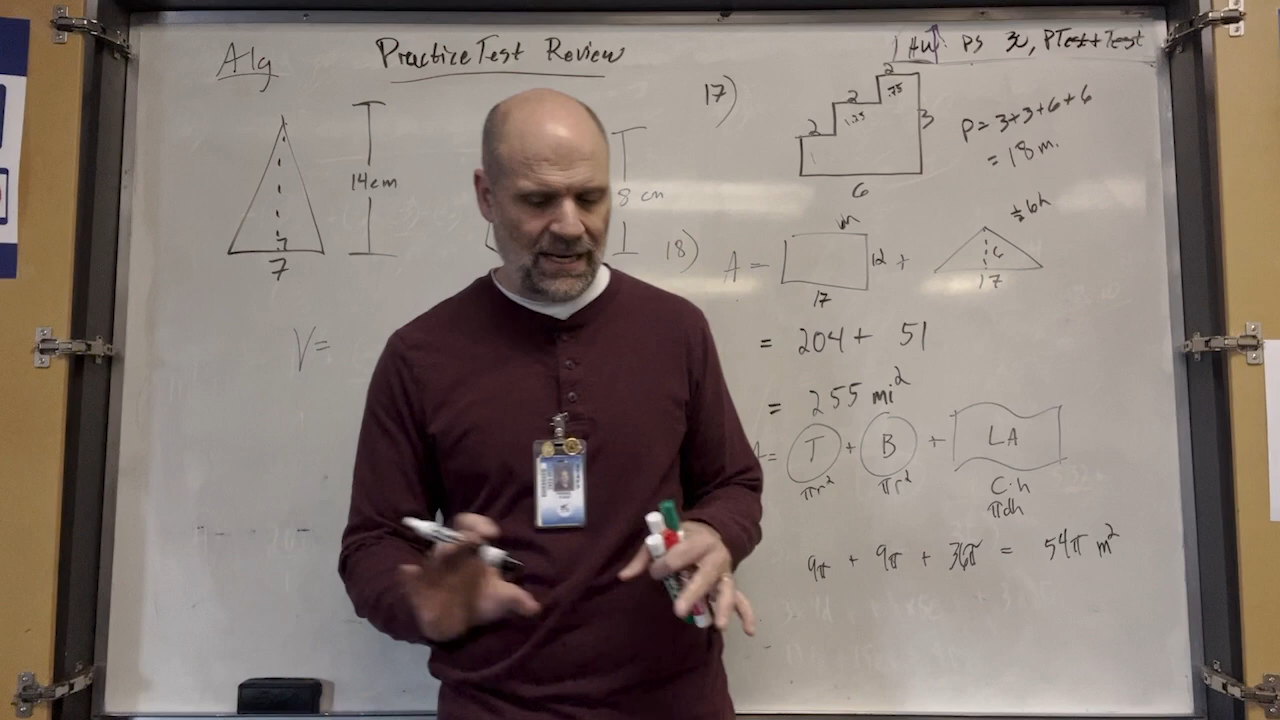 Alg
Practice Test Review
HW: PS 30, PTest+Test
14cm
7
8 cm
V=
17)
2
2
2
.75
1.25
1
3
6
P= 3+3+6+6
= 18 m.
18)
A =
12 +
17
6
17
½bh
= 204 + 51
= 255 mi²
= T + B + LA
πr² πr² C·h
πdh
9π + 9π + 36π = 54π m²